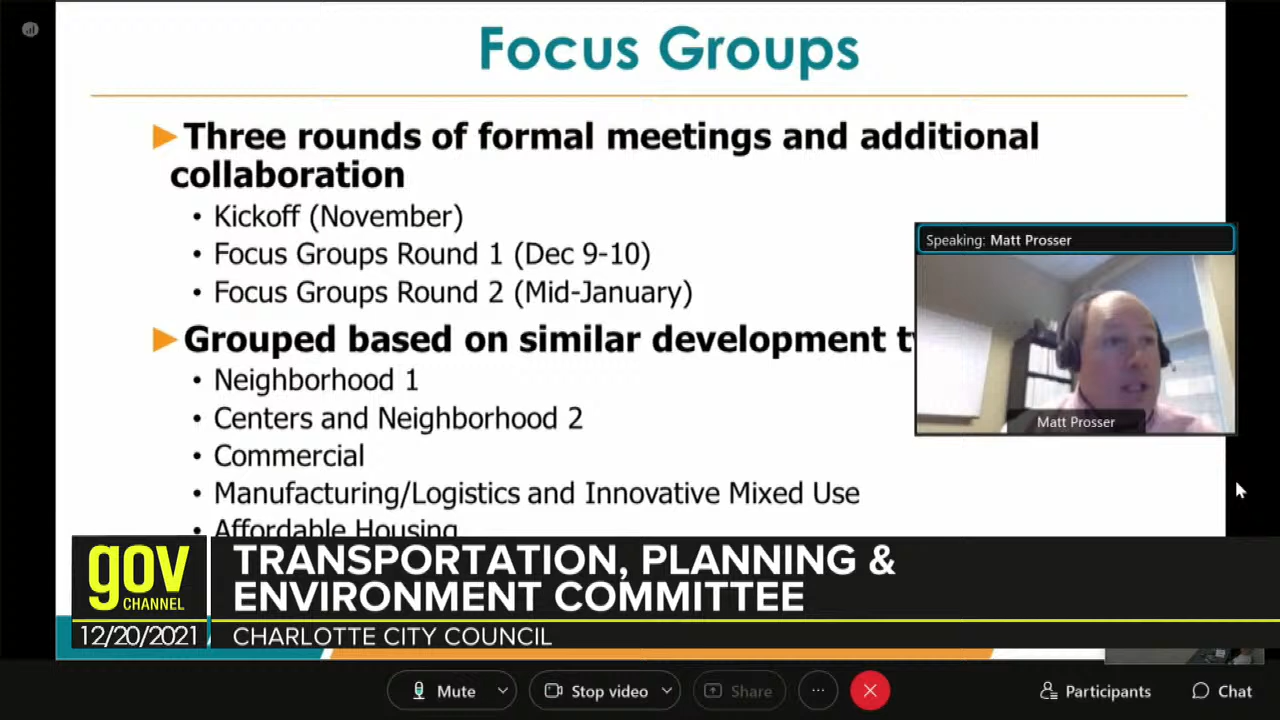 Focus Groups
Three rounds of formal meetings and additional
collaboration
• Kickoff (November)
• Focus Groups Round 1 (Dec 9-10)
• Focus Groups Round 2 (Mid-January)
Grouped based on similar development
• Neighborhood 1
• Centers and Neighborhood 2
• Commercial
• Manufacturing/Logistics and Innovative Mixed Use
• Affordable Housing
Speaking: Matt Prosser
Matt Prosser
gov
CHANNEL
12/20/2021
TRANSPORTATION, PLANNING &
ENVIRONMENT COMMITTEE
CHARLOTTE CITY COUNCIL
Mute
Stop video
Share
Participants
Chat